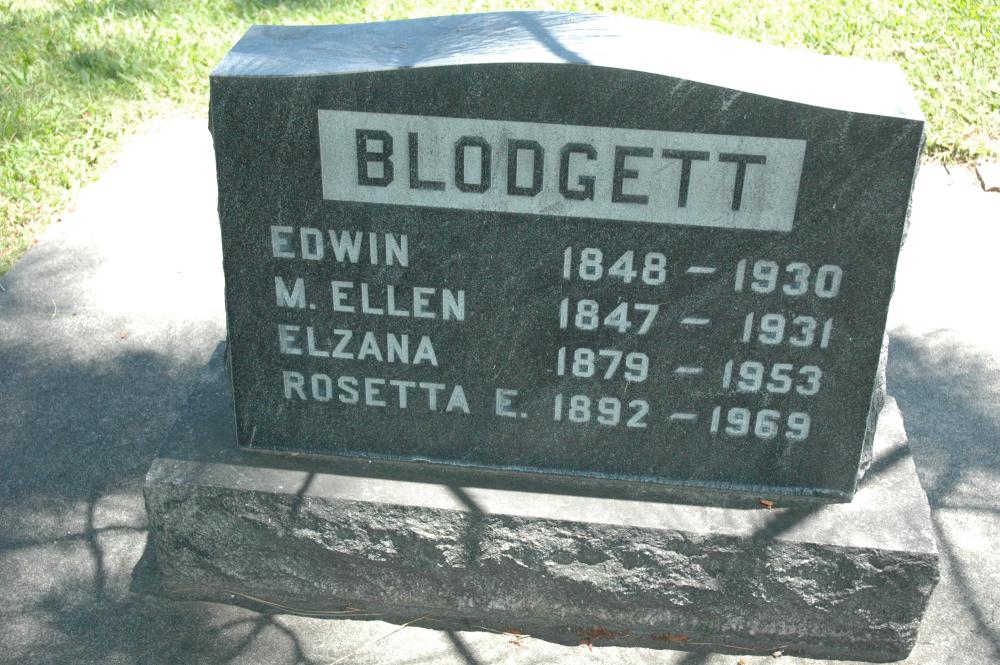 BLODGETT
EDWIN 1848 - 1930
M. ELLEN 1847 - 1931
ELZANA 1879 - 1953
ROSETTA E. 1892 - 1969